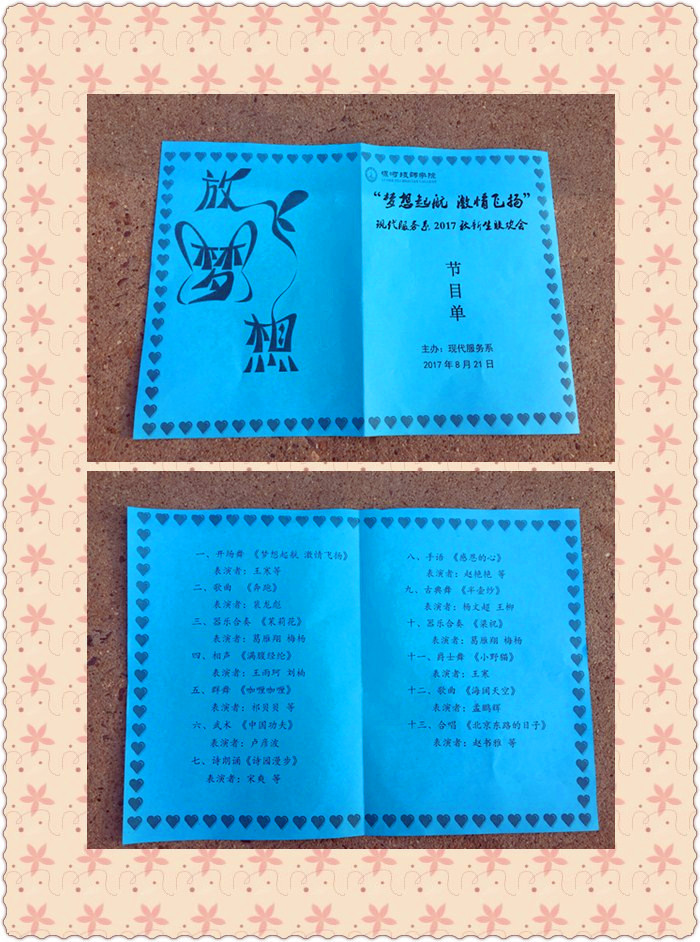 放飞
梦
想
“梦想起航 激情飞扬”
现代服务系2017秋新生联欢会
节
目
单
主办：现代服务系
2017年8月21日
一、开场舞 《梦想起航 激情飞扬》
表演者：王寒等
二、歌曲 《奔跑》
表演者：裴龙彪
三、器乐合奏《茉莉花》
表演者：葛雁翔 梅杨
四、相声 《满腹经纶》
表演者：王雨珂 刘楠
五、群舞 《咖喱咖喱》
表演者：祁贝贝 等
六、武术 《中国功夫》
表演者：卢彦波
七、诗朗诵《诗园漫步》
表演者：宋爽 等
八、手语 《感恩的心》
表演者：赵艳艳 等
九、古典舞 《半壶纱》
表演者：杨文超 王柳
十、器乐合奏 《梁祝》
表演者：葛雁翔 梅杨
十一、爵士舞 《小野猫》
表演者：王寒
十二、歌曲 《海阔天空》
表演者：孟鹏辉
十三、合唱 《北京东路的日子》
表演者：赵书雅 等